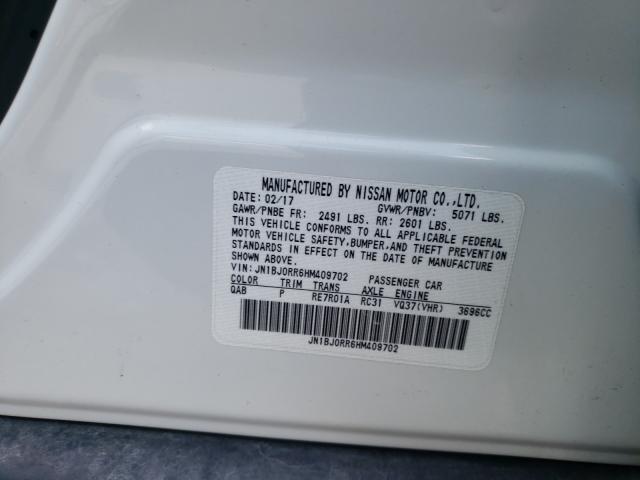 MANUFACTURED BY NISSAN MOTOR CO.,LTD.
DATE: 02/17 GVWR/PNBV: 5071 LBS.
GAWR/PNBE FR: 2491 LBS. RR: 2601 LBS.
THIS VEHICLE CONFORMS TO ALL APPLICABLE FEDERAL
MOTOR VEHICLE SAFETY,BUMPER,AND THEFT PREVENTION
STANDARDS IN EFFECT ON THE DATE OF MANUFACTURE
SHOWN ABOVE.
VIN: JN1BJ0RR6HM409702 PASSENGER CAR
COLOR TRIM TRANS AXLE ENGINE
QAB P RE7R01A RC31 VQ37(VHR) 3696CC
JN1BJ0RR6HM409702